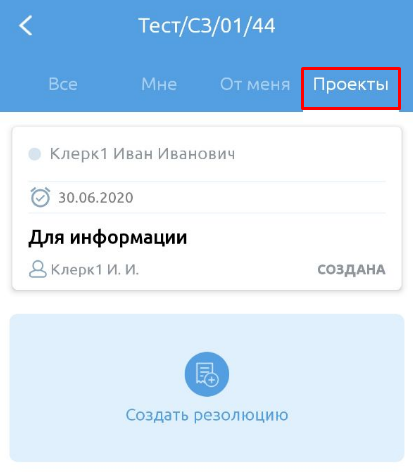 Тест/СЗ/01/44
Все Мне От меня Проекты
Клерк1 Иван Иванович
30.06.2020
Для информации
Клерк1 И. И. СОЗДАНА
Создать резолюцию